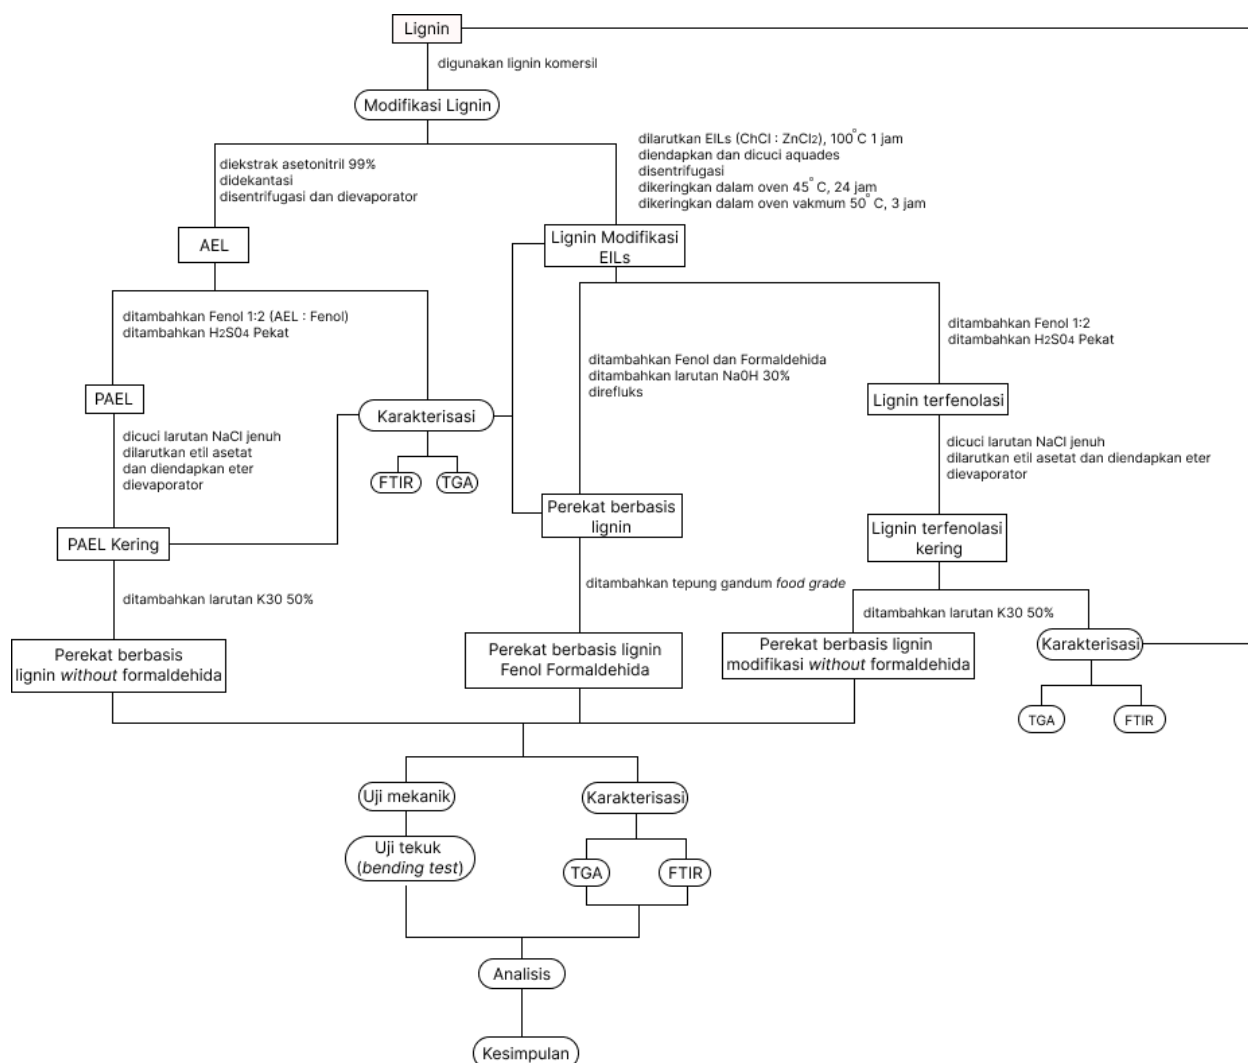 Lignin
digunakan lignin komersil
Modifikasi Lignin
diekstrak asetonitril 99%
didekantasi
disentrifugasi dan dievaporator
dilarutkan EILs (ChCl : ZnCl2), 100°C 1 jam
diendapkan dan dicuci aquades
disentrifugasi
dikeringkan dalam oven 45° C, 24 jam
dikeringkan dalam oven vakmum 50° C, 3 jam
AEL
Lignin Modifikasi
EILs
ditambahkan Fenol 1:2 (AEL : Fenol)
ditambahkan H2S04 Pekat
ditambahkan Fenol dan Formaldehida
ditambahkan larutan Na0H 30%
direfluks
ditambahkan Fenol 1:2
ditambahkan H2S04 Pekat
PAEL
Karakterisasi
FTIR
TGA
Lignin terfenolasi
dicuci larutan NaCl jenuh
dilarutkan etil asetat
dan diendapkan eter
dievaporator
dicuci larutan NaCl jenuh
dilarutkan etil asetat dan diendapkan eter
dievaporator
PAEL Kering
Perekat berbasis
lignin
Lignin terfenolasi
kering
ditambahkan larutan K30 50%
ditambahkan tepung gandum food grade
ditambahkan larutan K30 50%
Perekat berbasis
lignin without formaldehida
Perekat berbasis lignin
Fenol Formaldehida
Perekat berbasis lignin
modifikasi without formaldehida
Karakterisasi
TGA
FTIR
Uji mekanik
Karakterisasi
Uji tekuk
(bending test)
TGA
FTIR
Analisis
Kesimpulan